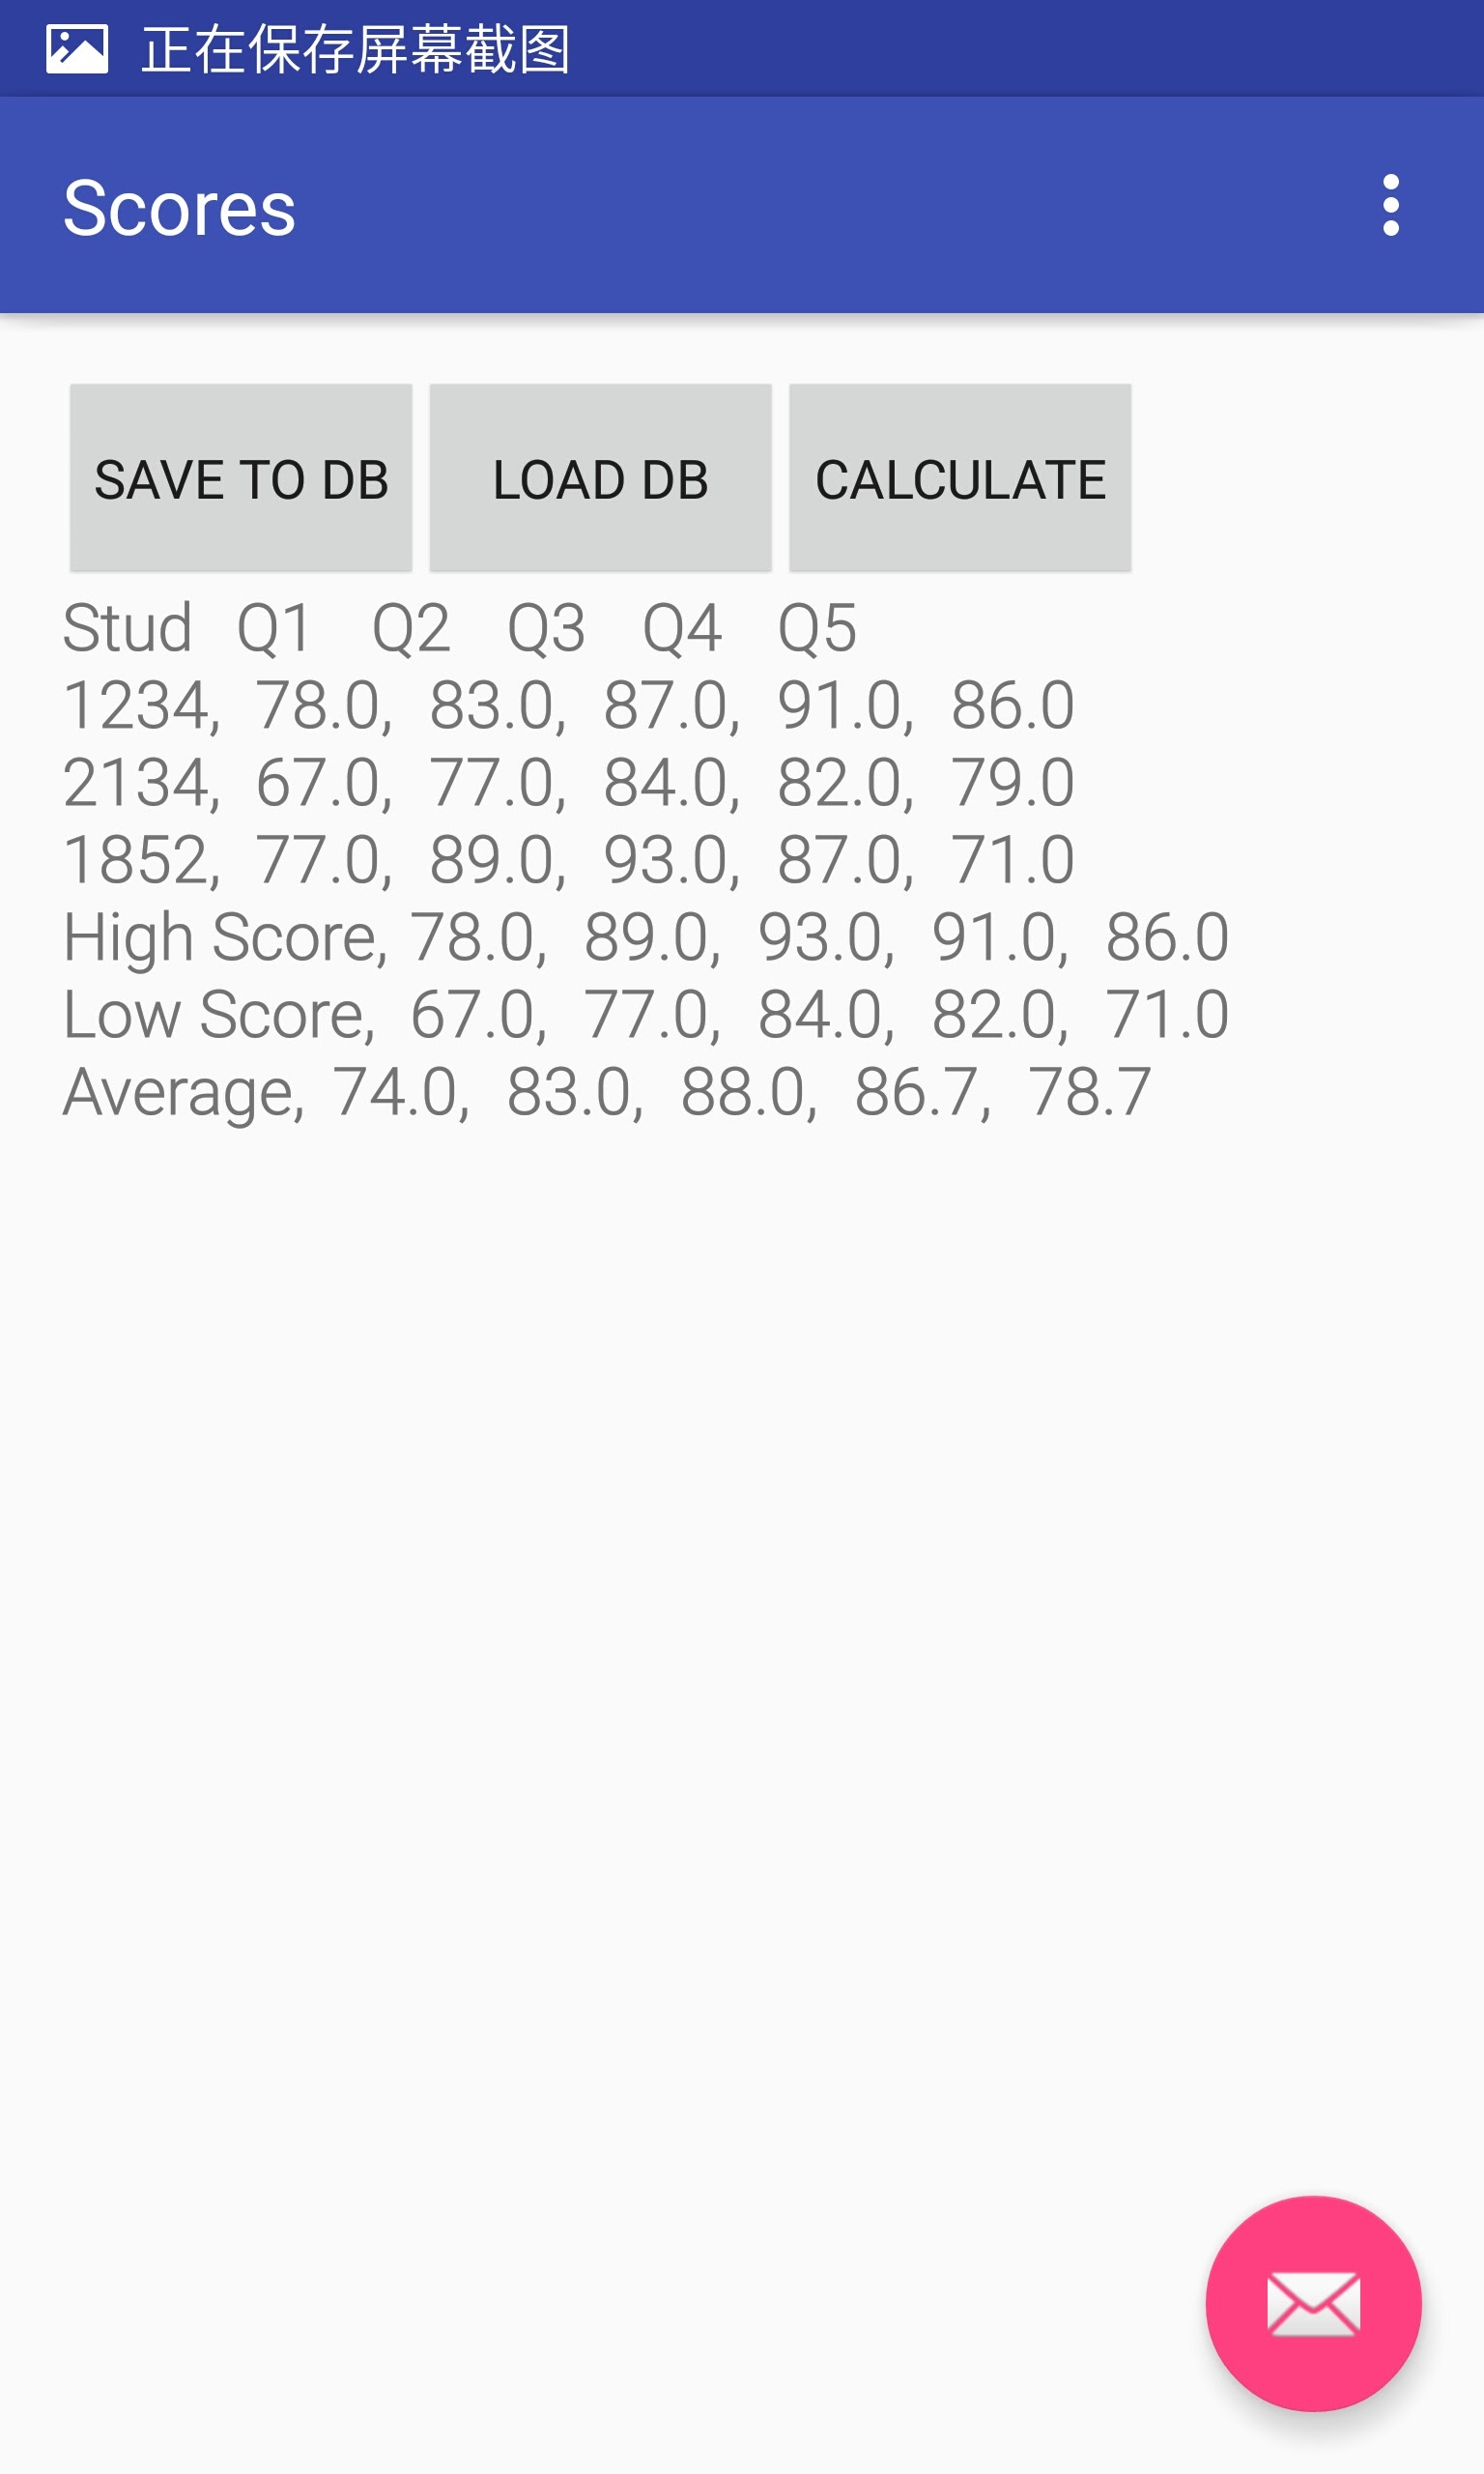 正在保存屏幕截图
Scores
SAVE TO DB LOAD DB CALCULATE
Stud Q1 Q2 Q3 Q4 Q5
1234, 78.0, 83.0, 87.0, 91.0, 86.0
2134, 67.0, 77.0, 84.0, 82.0, 79.0
1852, 77.0, 89.0, 93.0, 87.0, 71.0
High Score, 78.0, 89.0, 93.0, 91.0, 86.0
Low Score, 67.0, 77.0, 84.0, 82.0, 71.0
Average, 74.0, 83.0, 88.0, 86.7, 78.7